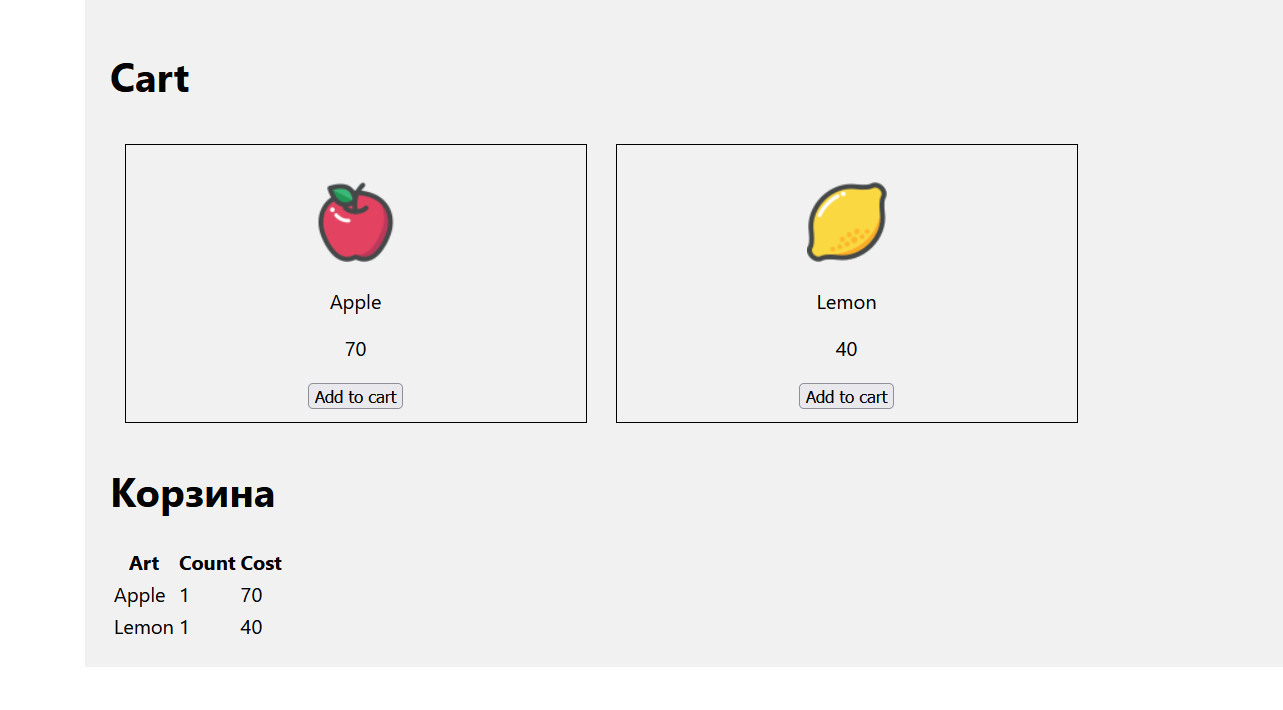 Cart
Apple
70
Add to cart
Lemon
40
Add to cart
Корзина
Art Count Cost
Apple 1 70
Lemon 1 40